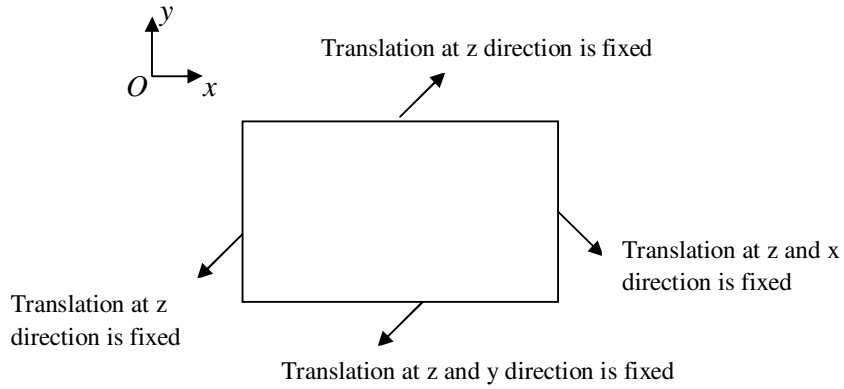 y
Translation at z direction is fixed
O
x
Translation at z and x
direction is fixed
Translation at z
direction is fixed
Translation at z and y direction is fixed